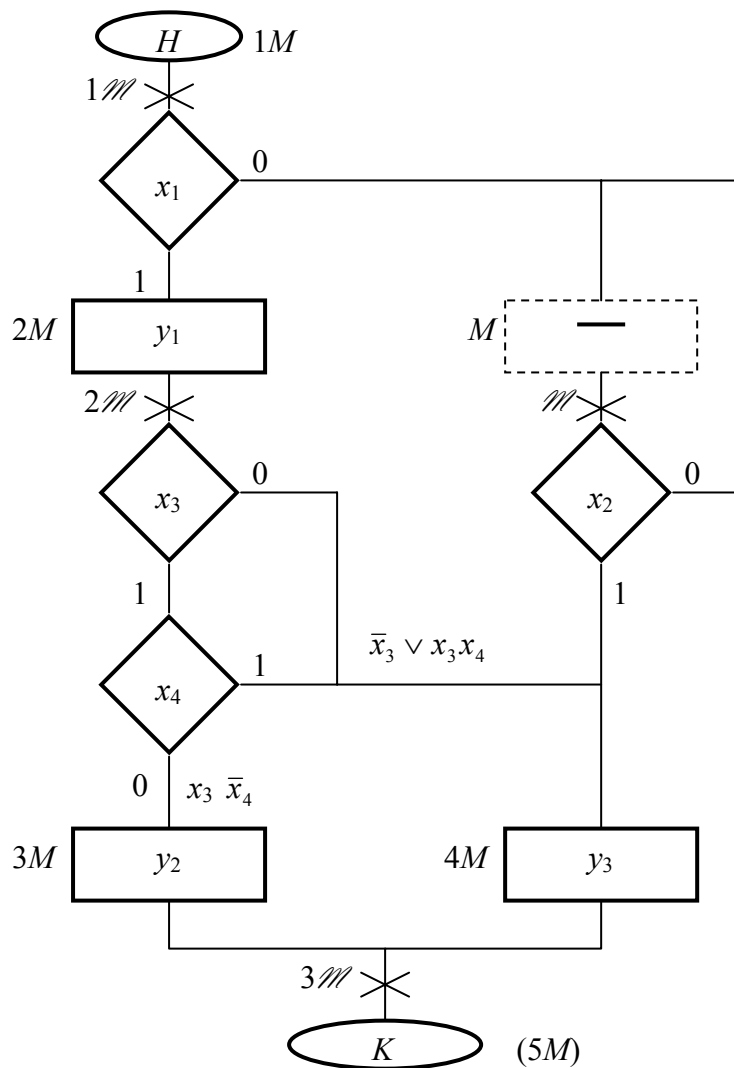 H 1M
1ℳ
x₁ 0
1
2M y₁ M —
2ℳ ℳ
x₃ 0 x₂ 0
1 1
x̄₃ ∨ x₃x₄
x₄ 1
0 x₃ x̄₄
3M y₂ 4M y₃
3ℳ
K (5M)